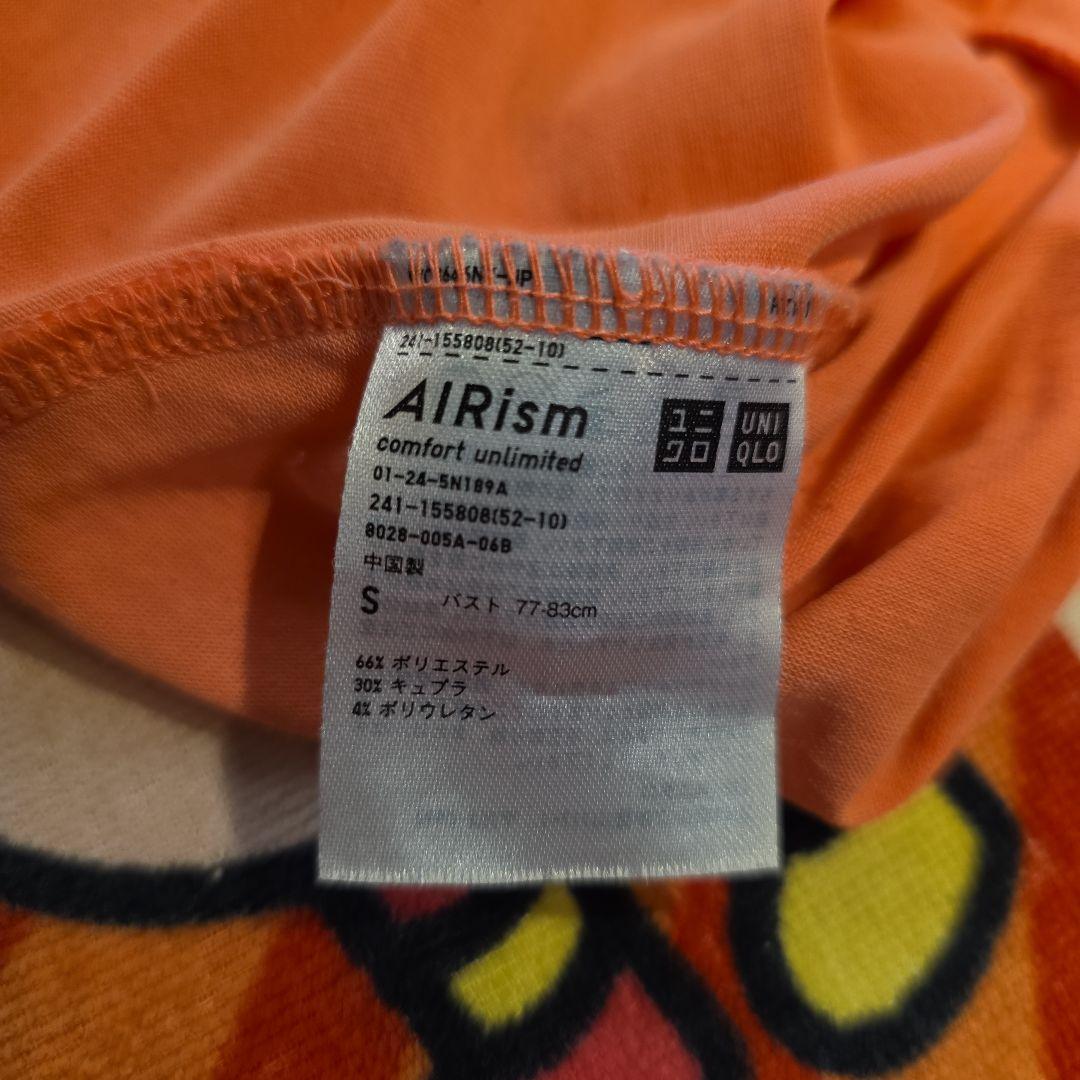 241-155808(52-10)
AIRism
comfort unlimited
ユニクロ
UNIQLO
01-24-5N189A
241-155808(52-10)
8028-005A-06B
中国製
S バスト 77-83cm
66% ポリエステル
30% キュプラ
4% ポリウレタン